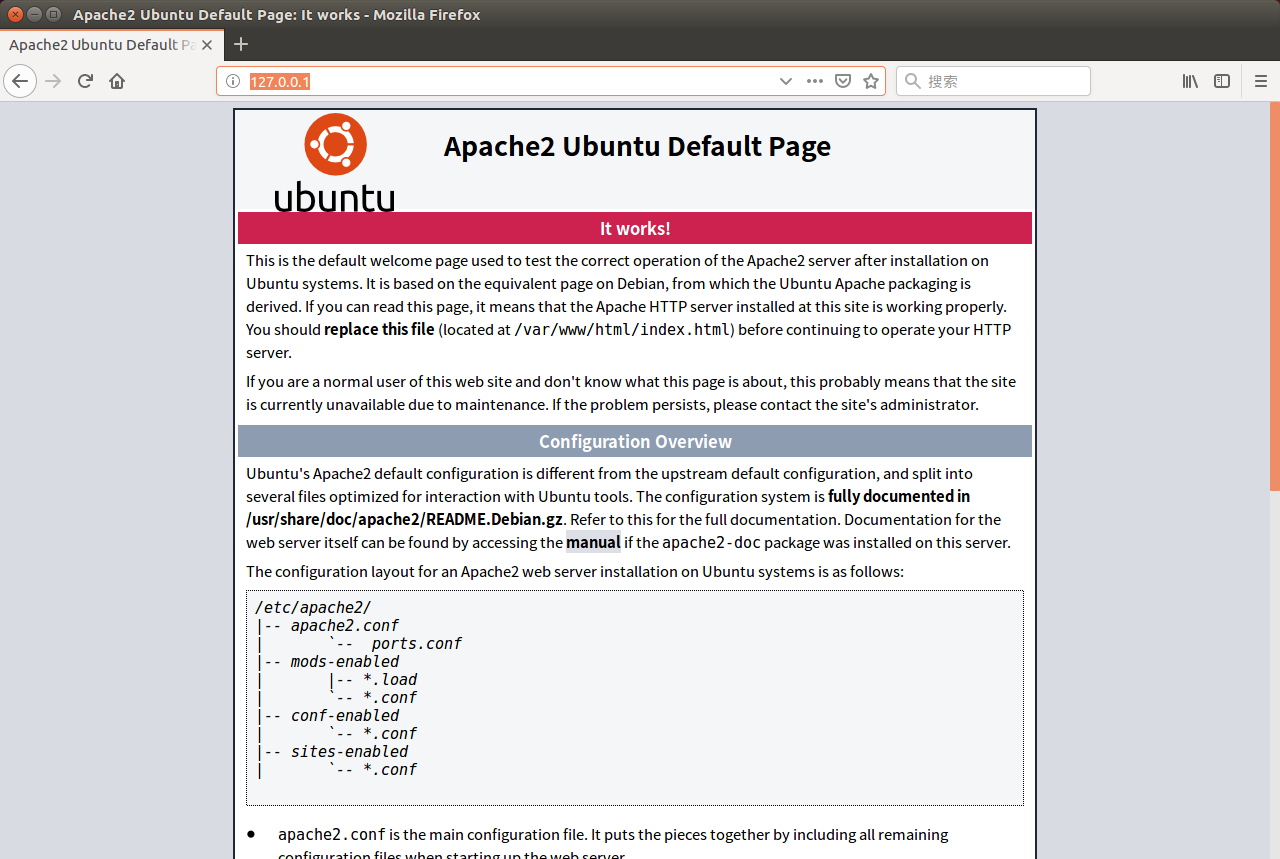 Apache2 Ubuntu Default Page: It works - Mozilla Firefox
Apache2 Ubuntu Default Pa
127.0.0.1
搜索
ubuntu
Apache2 Ubuntu Default Page
It works!
This is the default welcome page used to test the correct operation of the Apache2 server after installation on
Ubuntu systems. It is based on the equivalent page on Debian, from which the Ubuntu Apache packaging is
derived. If you can read this page, it means that the Apache HTTP server installed at this site is working properly.
You should replace this file (located at /var/www/html/index.html) before continuing to operate your HTTP
server.
If you are a normal user of this web site and don't know what this page is about, this probably means that the site
is currently unavailable due to maintenance. If the problem persists, please contact the site's administrator.
Configuration Overview
Ubuntu's Apache2 default configuration is different from the upstream default configuration, and split into
several files optimized for interaction with Ubuntu tools. The configuration system is fully documented in
/usr/share/doc/apache2/README.Debian.gz. Refer to this for the full documentation. Documentation for the
web server itself can be found by accessing the manual if the apache2-doc package was installed on this server.
The configuration layout for an Apache2 web server installation on Ubuntu systems is as follows:
/etc/apache2/
|-- apache2.conf
|       `--  ports.conf
|-- mods-enabled
|       |-- *.load
|       `-- *.conf
|-- conf-enabled
|       `-- *.conf
|-- sites-enabled
|       `-- *.conf
● apache2.conf is the main configuration file. It puts the pieces together by including all remaining
configuration files when starting up the web server.